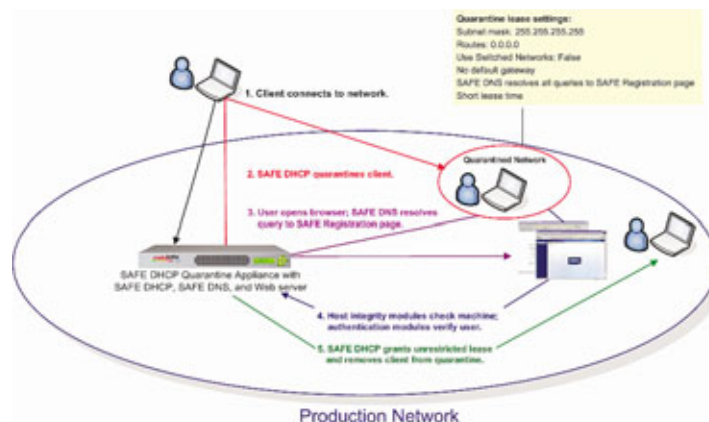 Quarantine lease settings:
Subnet mask: 255.255.255.255
Routes: 0.0.0.0
Use Switched Networks: False
No default gateway
SAFE DNS resolves all queries to SAFE Registration page
Short lease time
1. Client connects to network.
Quarantined Network
2. SAFE DHCP quarantines client.
3. User opens browser; SAFE DNS resolves
query to SAFE Registration page.
SAFE DHCP Quarantine Appliance with
SAFE DHCP, SAFE DNS, and Web server
4. Host integrity modules check machine;
authentication modules verify user.
5. SAFE DHCP grants unrestricted lease
and removes client from quarantine.
Production Network